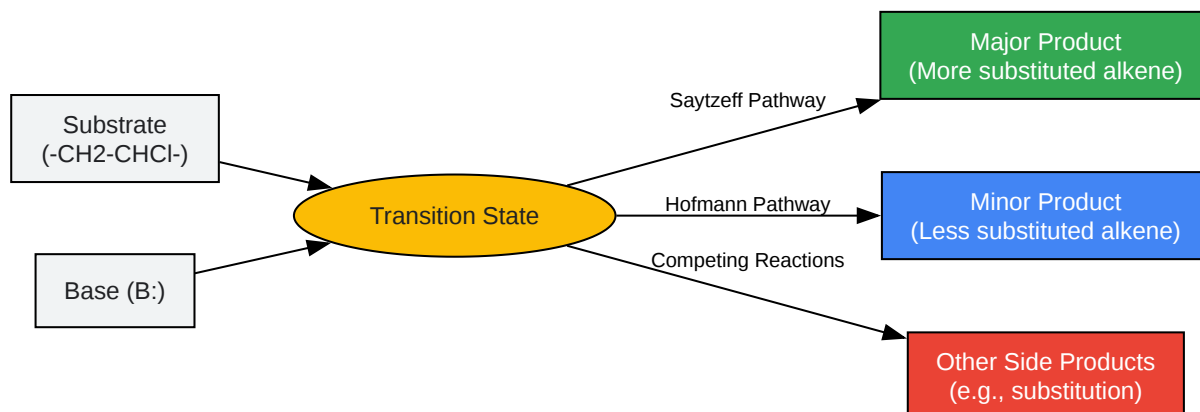 Substrate
(-CH2-CHCl-)
Base (B:)
Transition State
Saytzeff Pathway
Hofmann Pathway
Competing Reactions
Major Product
(More substituted alkene)
Minor Product
(Less substituted alkene)
Other Side Products
(e.g., substitution)